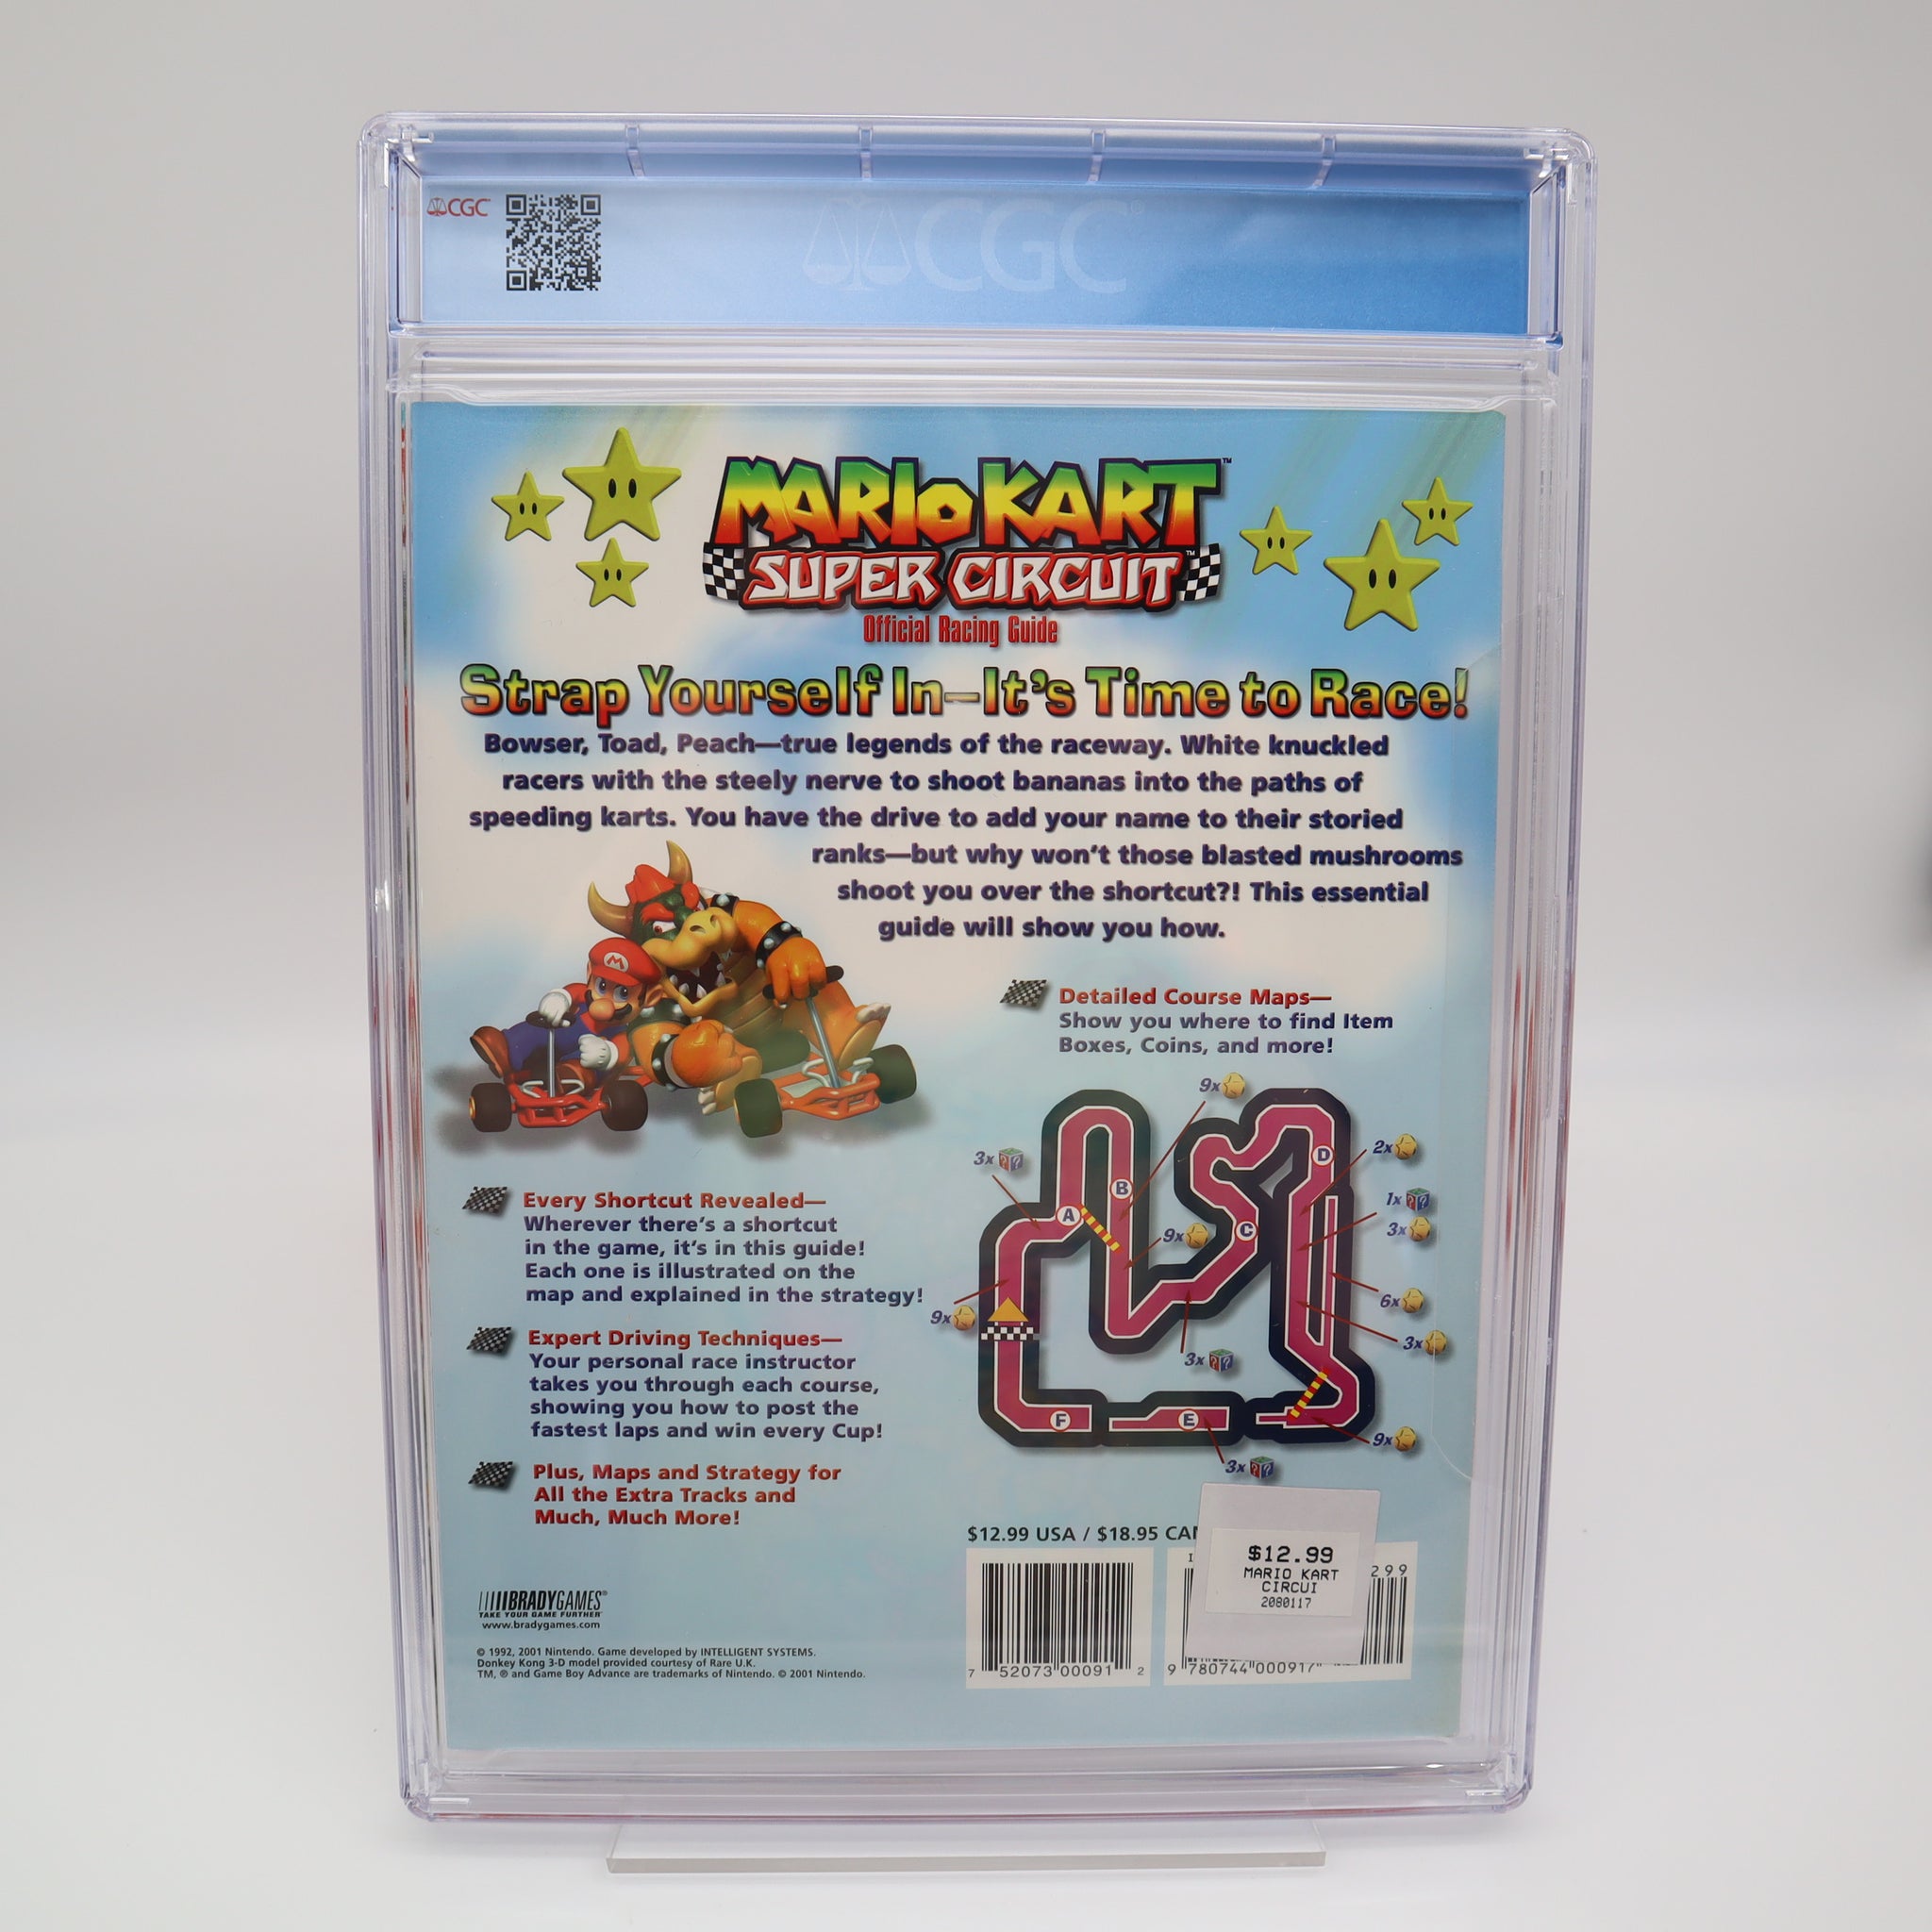 CGC
CGC
MARIO KART™
SUPER CIRCUIT™
Official Racing Guide
Strap Yourself In—It's Time to Race!
Bowser, Toad, Peach—true legends of the raceway. White knuckled
racers with the steely nerve to shoot bananas into the paths of
speeding karts. You have the drive to add your name to their storied
ranks—but why won't those blasted mushrooms
shoot you over the shortcut?! This essential
guide will show you how.
M
Detailed Course Maps—
Show you where to find Item
Boxes, Coins, and more!
9x
3x
2x
D
B
1x
A
3x
9x
C
6x
9x
3x
3x
F
E
9x
3x
Every Shortcut Revealed—
Wherever there's a shortcut
in the game, it's in this guide!
Each one is illustrated on the
map and explained in the strategy!
Expert Driving Techniques—
Your personal race instructor
takes you through each course,
showing you how to post the
fastest laps and win every Cup!
Plus, Maps and Strategy for
All the Extra Tracks and
Much, Much More!
$12.99 USA / $18.95 CAN
$12.99
MARIO KART
CIRCUI
2080117
299
BRADYGAMES®
TAKE YOUR GAME FURTHER
www.bradygames.com
© 1992, 2001 Nintendo. Game developed by INTELLIGENT SYSTEMS.
Donkey Kong 3-D model provided courtesy of Rare U.K.
TM, ® and Game Boy Advance are trademarks of Nintendo. © 2001 Nintendo.
7 52073 00091 2
9 780744 000917